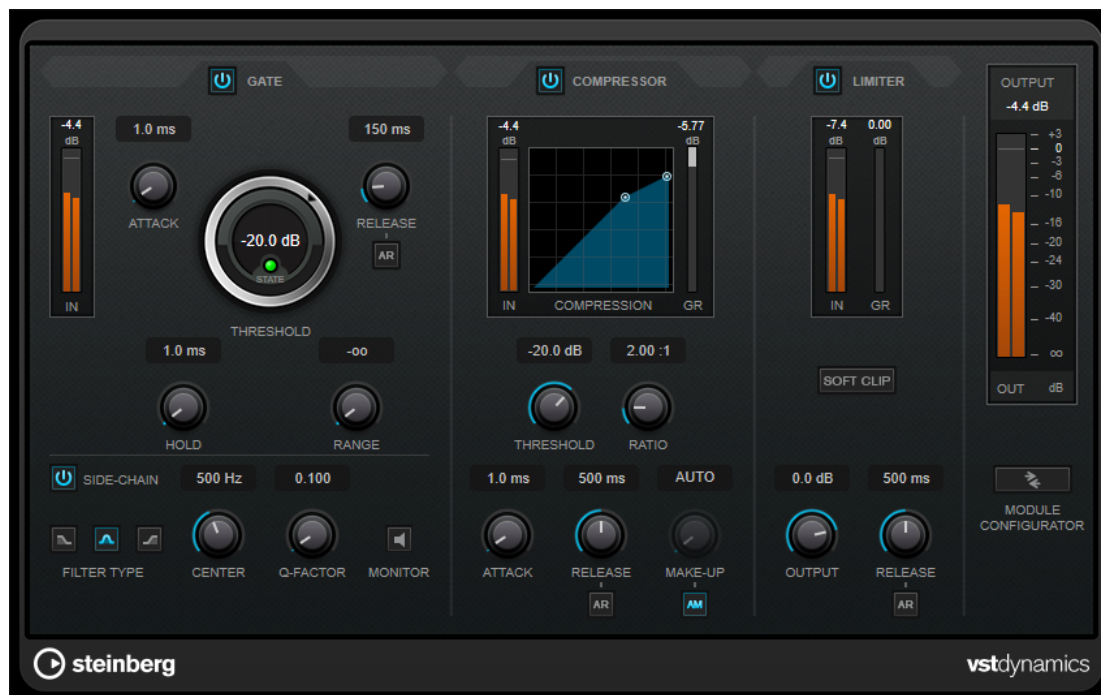 GATE
-4.4
dB
1.0 ms
150 ms
ATTACK
RELEASE
AR
-20.0 dB
STATE
IN
THRESHOLD
1.0 ms
-oo
HOLD
RANGE
SIDE-CHAIN
500 Hz
0.100
FILTER TYPE
CENTER
Q-FACTOR
MONITOR
COMPRESSOR
-4.4
dB
-5.77
dB
IN
COMPRESSION
GR
-20.0 dB
2.00 :1
THRESHOLD
RATIO
1.0 ms
500 ms
AUTO
ATTACK
RELEASE
MAKE-UP
AR
AM
LIMITER
-7.4
dB
0.00
dB
IN
GR
SOFT CLIP
0.0 dB
500 ms
OUTPUT
RELEASE
AR
OUTPUT
-4.4 dB
+3
0
-3
-6
-10
-16
-20
-24
-30
-40
oo
OUT dB
MODULE
CONFIGURATOR
steinberg
vstdynamics